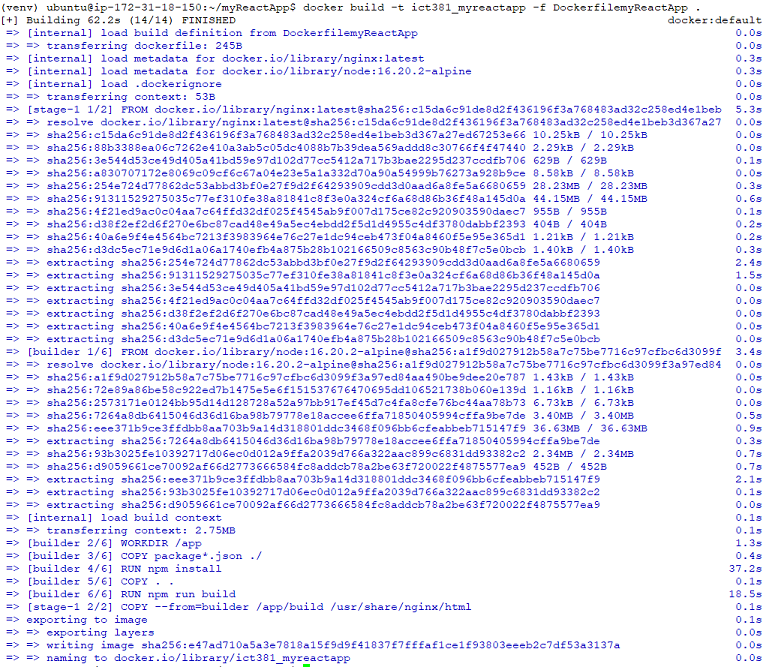 (venv) ubuntu@ip-172-31-18-150:~/myReactApp$ docker build -t ict381_myreactapp -f DockerfilemyReactApp .
[+] Building 62.2s (14/14) FINISHED docker:default
=> [internal] load build definition from DockerfilemyReactApp 0.0s
=> => transferring dockerfile: 245B 0.0s
=> [internal] load metadata for docker.io/library/nginx:latest 0.3s
=> [internal] load metadata for docker.io/library/node:16.20.2-alpine 0.3s
=> [internal] load .dockerignore 0.0s
=> => transferring context: 53B 0.0s
=> [stage-1 1/2] FROM docker.io/library/nginx:latest@sha256:c15da6c91de8d2f436196f3a768483ad32c258ed4e1beb 5.3s
=> => resolve docker.io/library/nginx:latest@sha256:c15da6c91de8d2f436196f3a768483ad32c258ed4e1beb3d367a27 0.0s
=> => sha256:c15da6c91de8d2f436196f3a768483ad32c258ed4e1beb3d367a27ed67253e66 10.25kB / 10.25kB 0.0s
=> => sha256:88b3388ea06c7262e410a3ab5c05dc4088b7b39dea569addd8c30766f4f47440 2.29kB / 2.29kB 0.0s
=> => sha256:3e544d53ce49d405a41bd59e97d102d77cc5412a717b3bae2295d237ccdfb706 629B / 629B 0.1s
=> => sha256:a830707172e8069c09cf6c67a04e23e5a1a332d70a90a54999b76273a928b9ce 8.58kB / 8.58kB 0.0s
=> => sha256:254e724d77862dc53abbd3bf0e27f9d2f64293909cdd3d0aad6a8fe5a6680659 28.23MB / 28.23MB 0.3s
=> => sha256:91311529275035c77ef310fe38a81841c8f3e0a324cf6a68d86b36f48a145d0a 44.15MB / 44.15MB 0.6s
=> => sha256:4f21ed9ac0c04aa7c64ffd32df025f4545ab9f007d175ce82c920903590daec7 955B / 955B 0.1s
=> => sha256:d38f2ef2d6f270e6bc87cad48e49a5ec4ebdd2f5d1d4955c4df3780dabbf2393 404B / 404B 0.2s
=> => sha256:40a6e9f4e4564bc7213f3983964e76c27e1dc94ceb473f04a8460f5e95e365d1 1.21kB / 1.21kB 0.2s
=> => sha256:d3dc5ec71e9d6d1a06a1740efb4a875b28b102166509c8563c90b48f7c5e0bcb 1.40kB / 1.40kB 0.3s
=> => extracting sha256:254e724d77862dc53abbd3bf0e27f9d2f64293909cdd3d0aad6a8fe5a6680659 2.4s
=> => extracting sha256:91311529275035c77ef310fe38a81841c8f3e0a324cf6a68d86b36f48a145d0a 1.5s
=> => extracting sha256:3e544d53ce49d405a41bd59e97d102d77cc5412a717b3bae2295d237ccdfb706 0.0s
=> => extracting sha256:4f21ed9ac0c04aa7c64ffd32df025f4545ab9f007d175ce82c920903590daec7 0.0s
=> => extracting sha256:d38f2ef2d6f270e6bc87cad48e49a5ec4ebdd2f5d1d4955c4df3780dabbf2393 0.0s
=> => extracting sha256:40a6e9f4e4564bc7213f3983964e76c27e1dc94ceb473f04a8460f5e95e365d1 0.0s
=> => extracting sha256:d3dc5ec71e9d6d1a06a1740efb4a875b28b102166509c8563c90b48f7c5e0bcb 0.0s
=> [builder 1/6] FROM docker.io/library/node:16.20.2-alpine@sha256:a1f9d027912b58a7c75be7716c97cfbc6d3099f 3.4s
=> => resolve docker.io/library/node:16.20.2-alpine@sha256:a1f9d027912b58a7c75be7716c97cfbc6d3099f3a97ed84 0.0s
=> => sha256:a1f9d027912b58a7c75be7716c97cfbc6d3099f3a97ed84aa490be9dee20e787 1.43kB / 1.43kB 0.0s
=> => sha256:72e89a86be58c922ed7b1475e5e6f151537676470695dd106521738b060e139d 1.16kB / 1.16kB 0.0s
=> => sha256:2573171e0124bb95d14d128728a52a97bb917ef45d7c4fa8cfe76bc44aa78b73 6.73kB / 6.73kB 0.0s
=> => sha256:7264a8db6415046d36d16ba98b79778e18accee6ffa71850405994cffa9be7de 3.40MB / 3.40MB 0.5s
=> => sha256:eee371b9ce3ffdbb8aa703b9a14d318801ddc3468f096bb6cfeabbeb715147f9 36.63MB / 36.63MB 0.9s
=> => extracting sha256:7264a8db6415046d36d16ba98b79778e18accee6ffa71850405994cffa9be7de 0.3s
=> => sha256:93b3025fe10392717d06ec0d012a9ffa2039d766a322aac899c6831dd93382c2 2.34MB / 2.34MB 0.7s
=> => sha256:d9059661ce70092af66d2773666584fc8addcb78a2be63f720022f4875577ea9 452B / 452B 0.7s
=> => extracting sha256:eee371b9ce3ffdbb8aa703b9a14d318801ddc3468f096bb6cfeabbeb715147f9 2.1s
=> => extracting sha256:93b3025fe10392717d06ec0d012a9ffa2039d766a322aac899c6831dd93382c2 0.1s
=> => extracting sha256:d9059661ce70092af66d2773666584fc8addcb78a2be63f720022f4875577ea9 0.0s
=> [internal] load build context 0.1s
=> => transferring context: 2.75MB 0.1s
=> [builder 2/6] WORKDIR /app 1.3s
=> [builder 3/6] COPY package*.json ./ 0.4s
=> [builder 4/6] RUN npm install 37.2s
=> [builder 5/6] COPY . . 0.1s
=> [builder 6/6] RUN npm run build 18.5s
=> [stage-1 2/2] COPY --from=builder /app/build /usr/share/nginx/html 0.1s
=> exporting to image 0.1s
=> => exporting layers 0.0s
=> => writing image sha256:e47ad710a5a3e7818a15f9d9f41837f7fffaf1ce1f93803eeeb2c7df53a3137a 0.0s
=> => naming to docker.io/library/ict381_myreactapp 0.0s